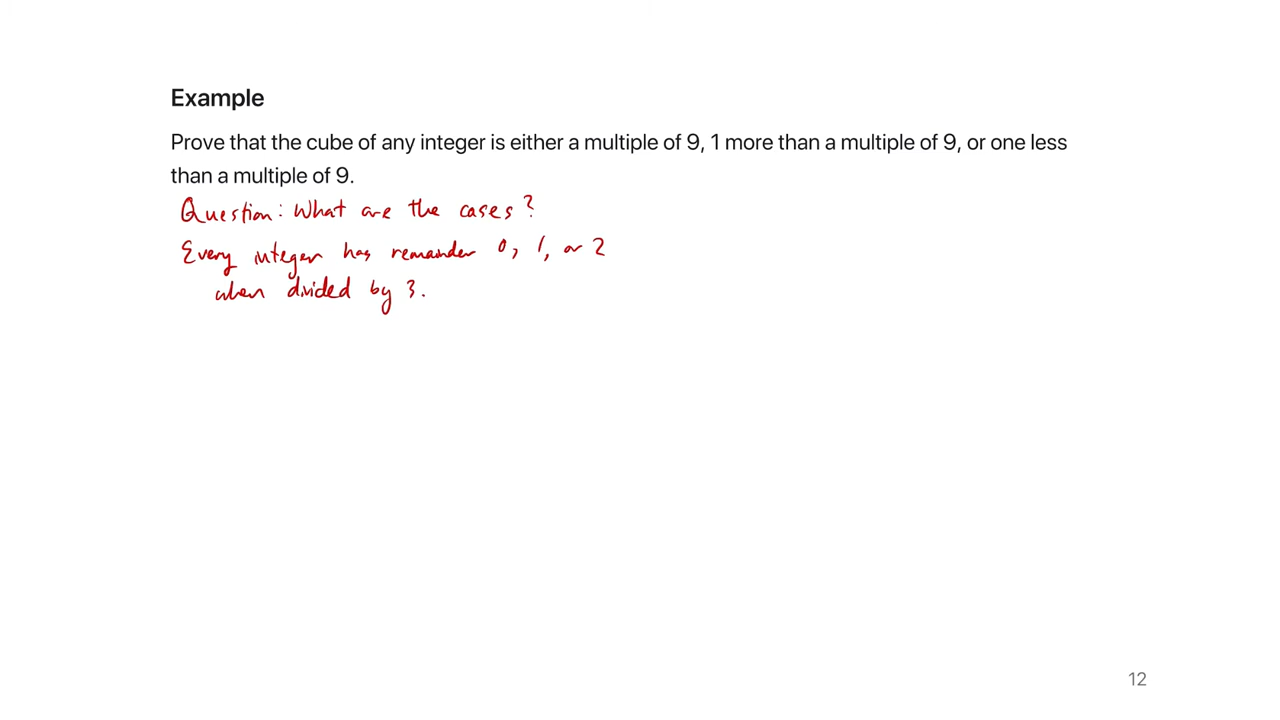 Example
Prove that the cube of any integer is either a multiple of 9, 1 more than a multiple of 9, or one less
than a multiple of 9.
Question: What are the cases?
Every integer has remainder 0, 1, or 2
when divided by 3.
12